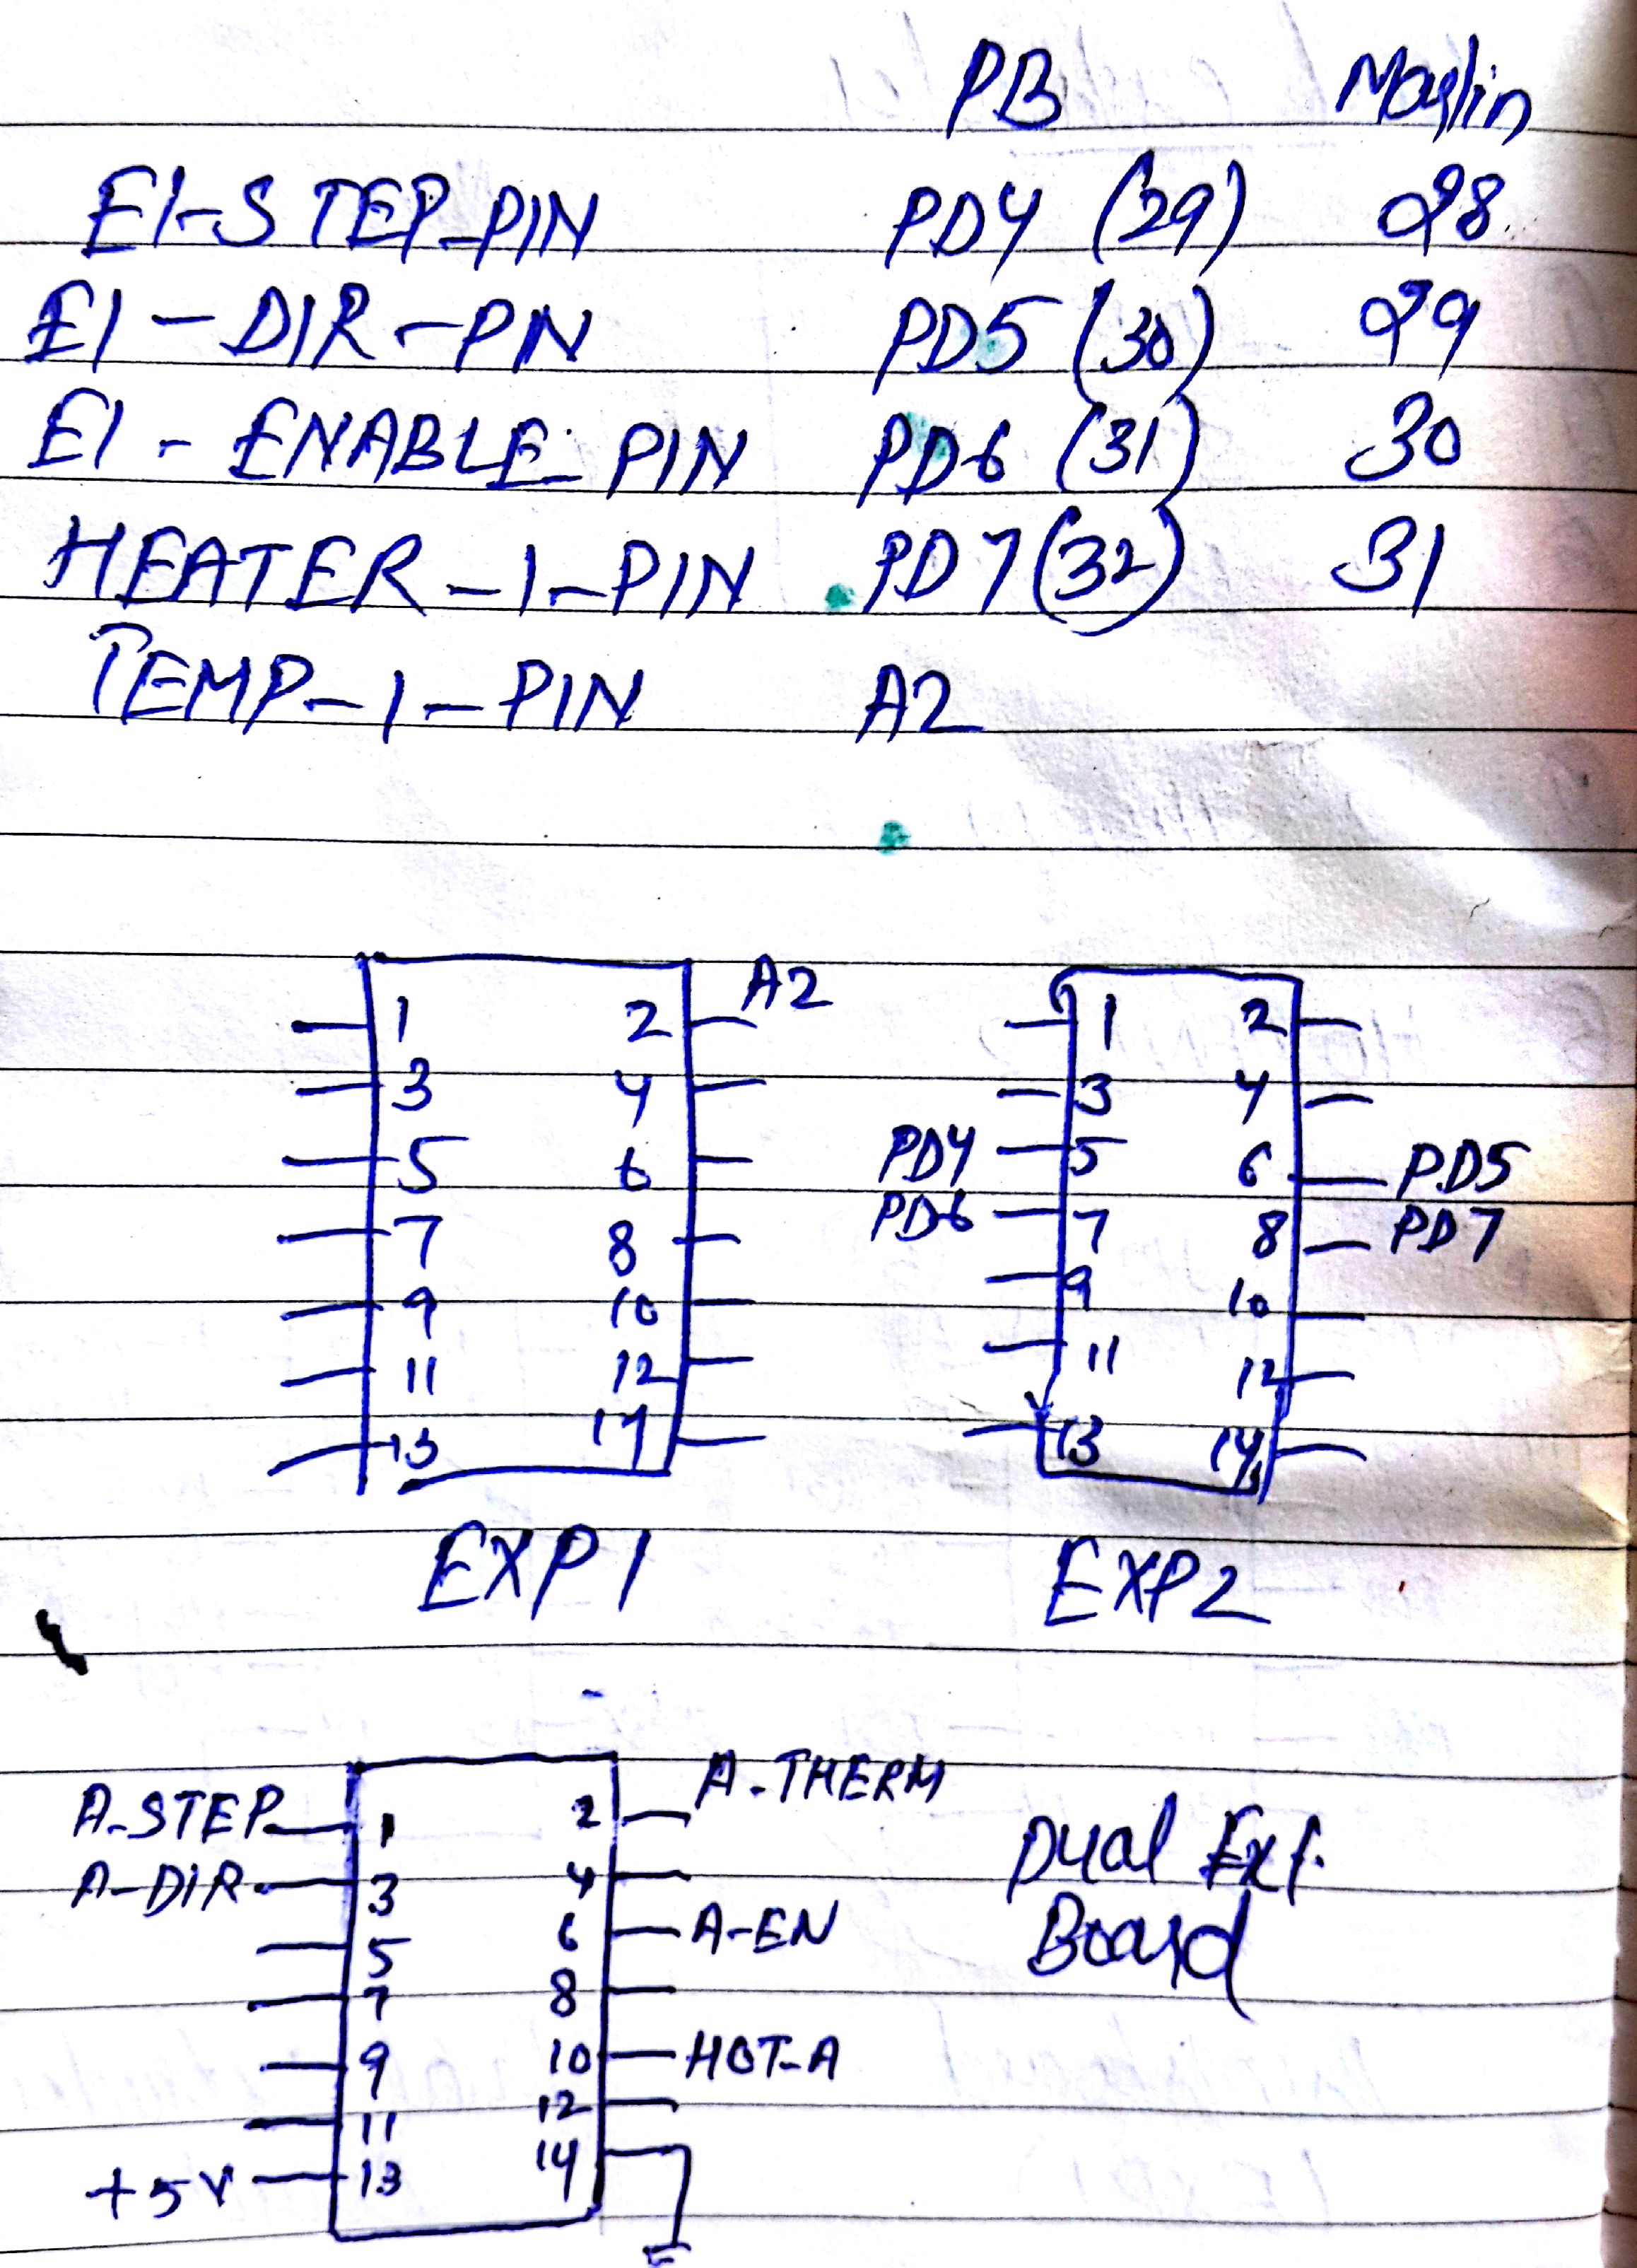 PB Marlin
E1-STEP-PIN PD4 (29) 28
E1-DIR-PIN PD5 (30) 29
E1-ENABLE-PIN PD6 (31) 30
HEATER-1-PIN PD7 (32) 31
TEMP-1-PIN A2
1 2 A2
3 4
5 6
7 8
9 10
11 12
13 14
EXP1
1 2
3 4
PD4 5 6 PD5
PD6 7 8 PD7
9 10
11 12
13 14
EXP2
A-STEP 1 2 A-THERM
A-DIR 3 4
5 6 A-EN
7 8
9 10 HOT-A
11 12
+5V 13 14
Dual Ext.
Board